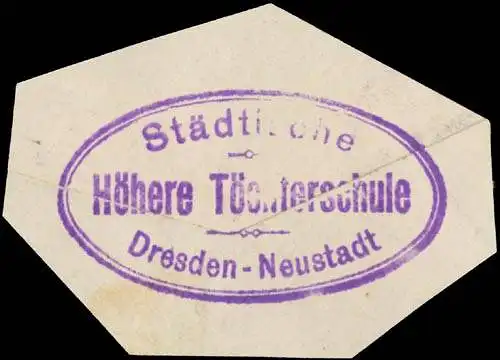 Städtische
Höhere Töchterschule
Dresden-Neustadt